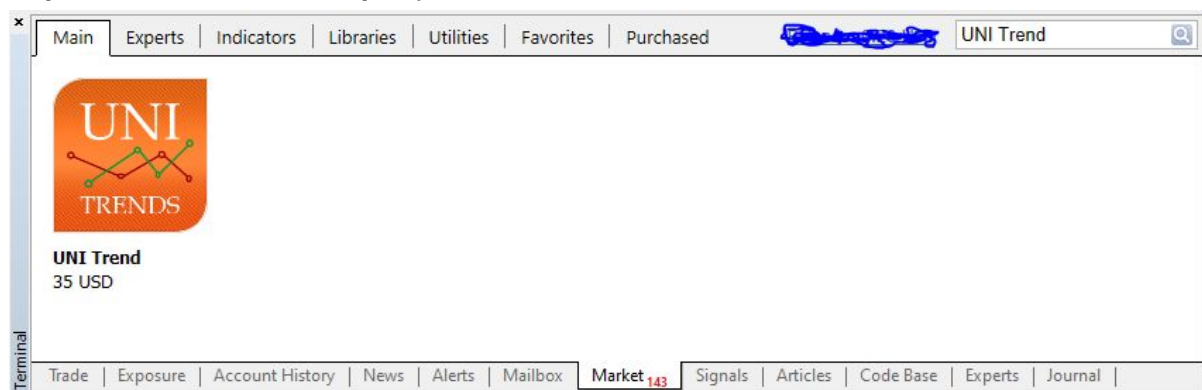 Main Experts Indicators Libraries Utilities Favorites Purchased UNI Trend
UNI
TRENDS
UNI Trend
35 USD
Terminal
Trade Exposure Account History News Alerts Mailbox Market 143 Signals Articles Code Base Experts Journal